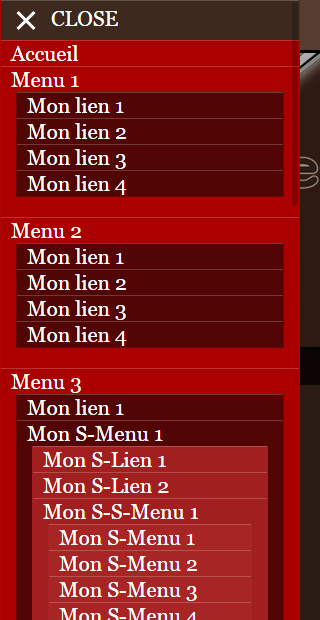 CLOSE
Accueil
Menu 1
Mon lien 1
Mon lien 2
Mon lien 3
Mon lien 4
Menu 2
Mon lien 1
Mon lien 2
Mon lien 3
Mon lien 4
Menu 3
Mon lien 1
Mon S-Menu 1
Mon S-Lien 1
Mon S-Lien 2
Mon S-S-Menu 1
Mon S-Menu 1
Mon S-Menu 2
Mon S-Menu 3
Mon S-Menu 4